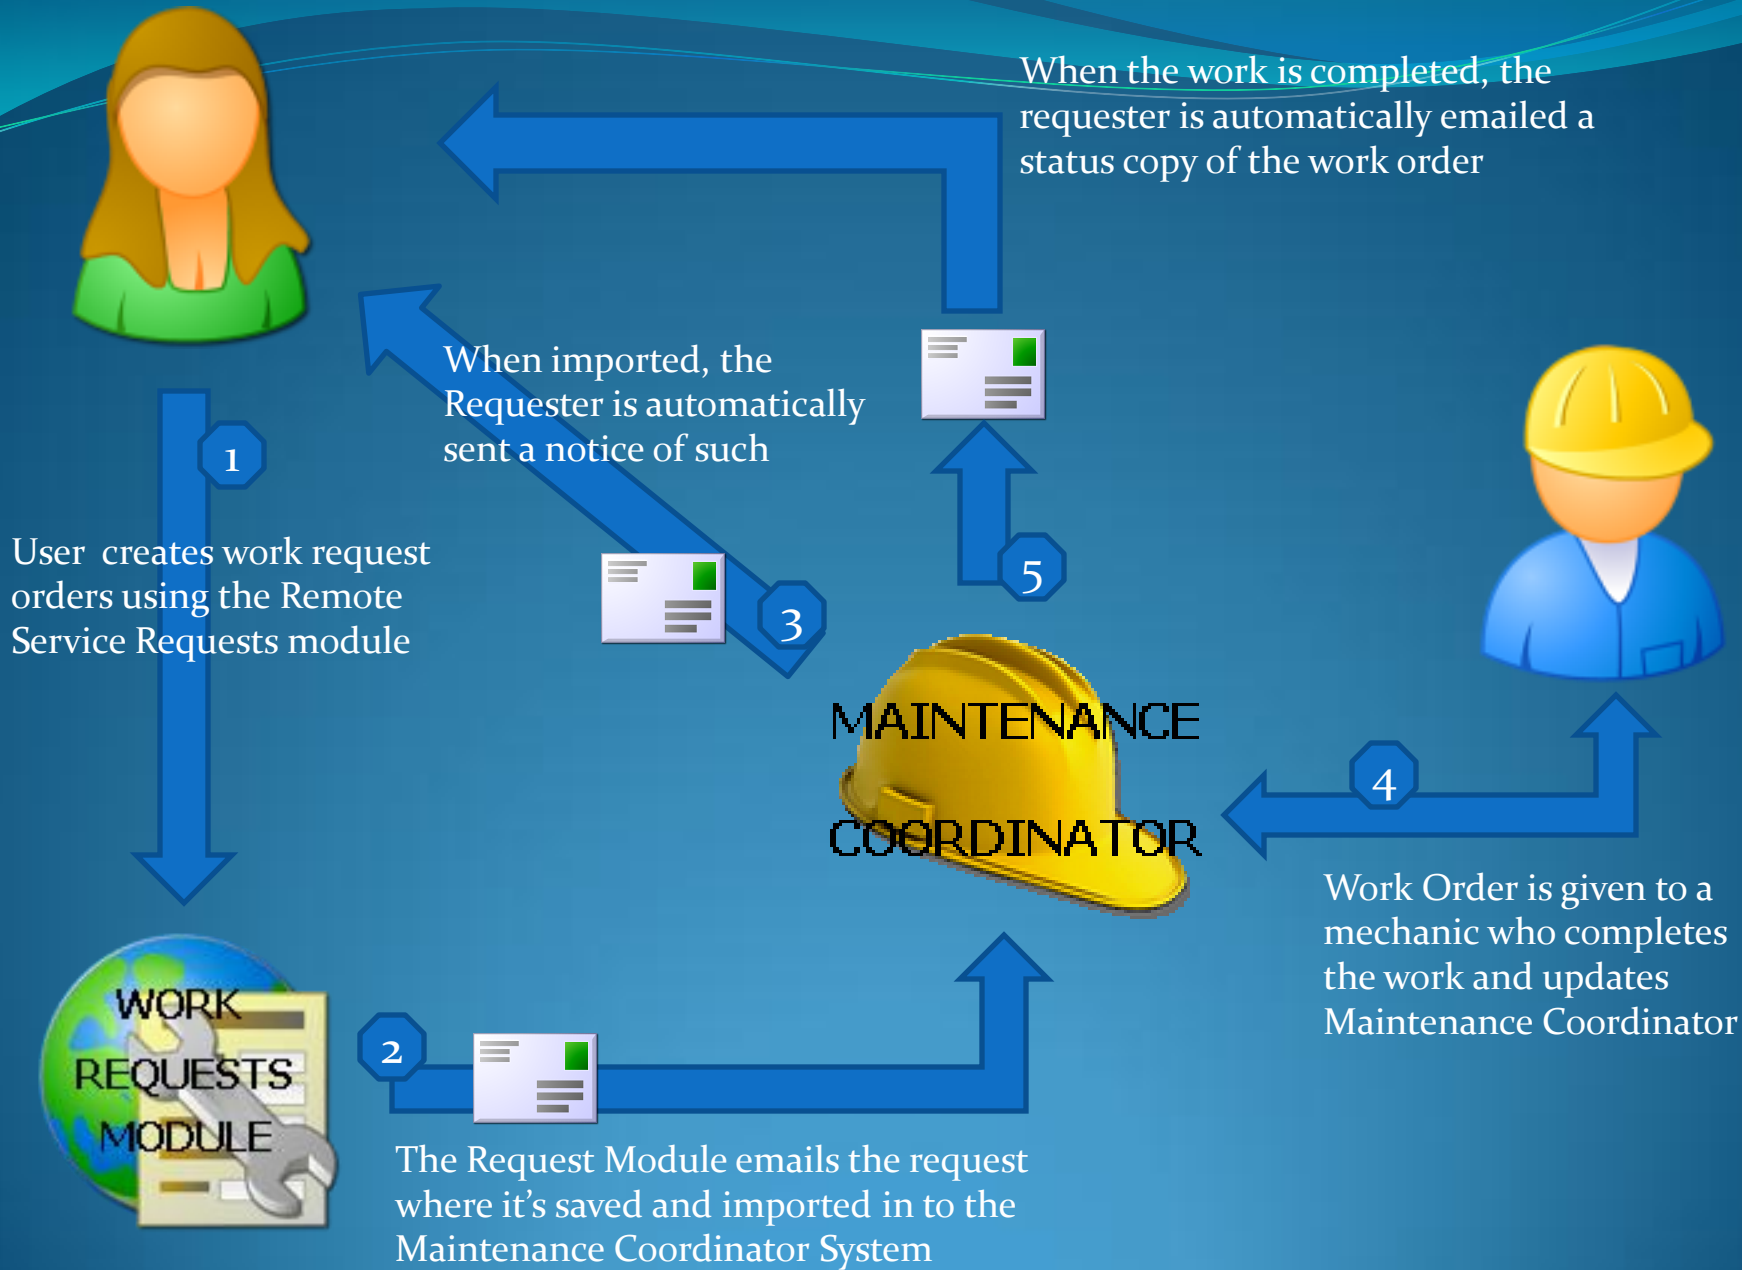 When the work is completed, the
requester is automatically emailed a
status copy of the work order
When imported, the
Requester is automatically
sent a notice of such
1
User creates work request
orders using the Remote
Service Requests module
3
5
MAINTENANCE
COORDINATOR
4
Work Order is given to a
mechanic who completes
the work and updates
Maintenance Coordinator
WORK
REQUESTS
MODULE
2
The Request Module emails the request
where it's saved and imported in to the
Maintenance Coordinator System